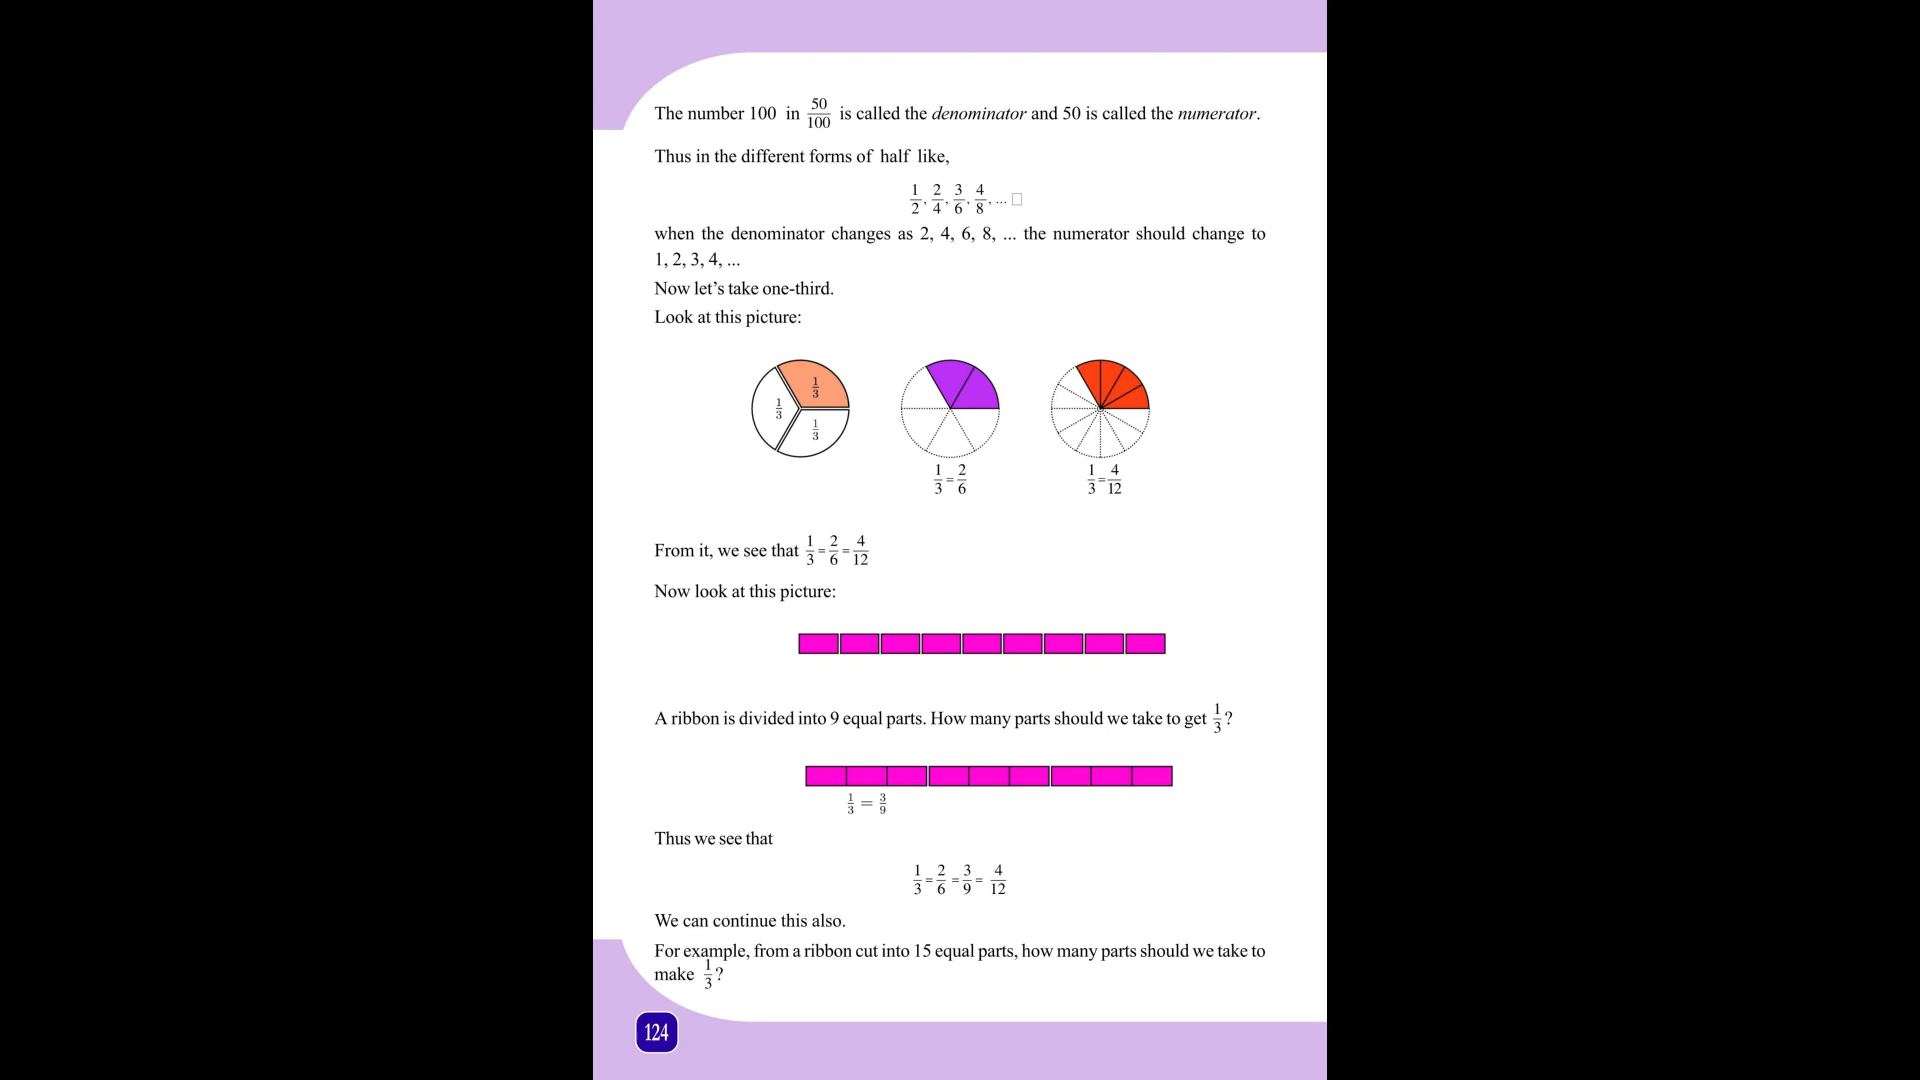 The number 100 in 50/100 is called the denominator and 50 is called the numerator.
Thus in the different forms of half like,
1/2, 2/4, 3/6, 4/8, ...
when the denominator changes as 2, 4, 6, 8, ... the numerator should change to
1, 2, 3, 4, ...
Now let’s take one-third.
Look at this picture:
1/3
1/3
1/3
1/3 = 2/6
1/3 = 4/12
From it, we see that 1/3 = 2/6 = 4/12
Now look at this picture:
A ribbon is divided into 9 equal parts. How many parts should we take to get 1/3?
1/3 = 3/9
Thus we see that
1/3 = 2/6 = 3/9 = 4/12
We can continue this also.
For example, from a ribbon cut into 15 equal parts, how many parts should we take to
make 1/3?
124